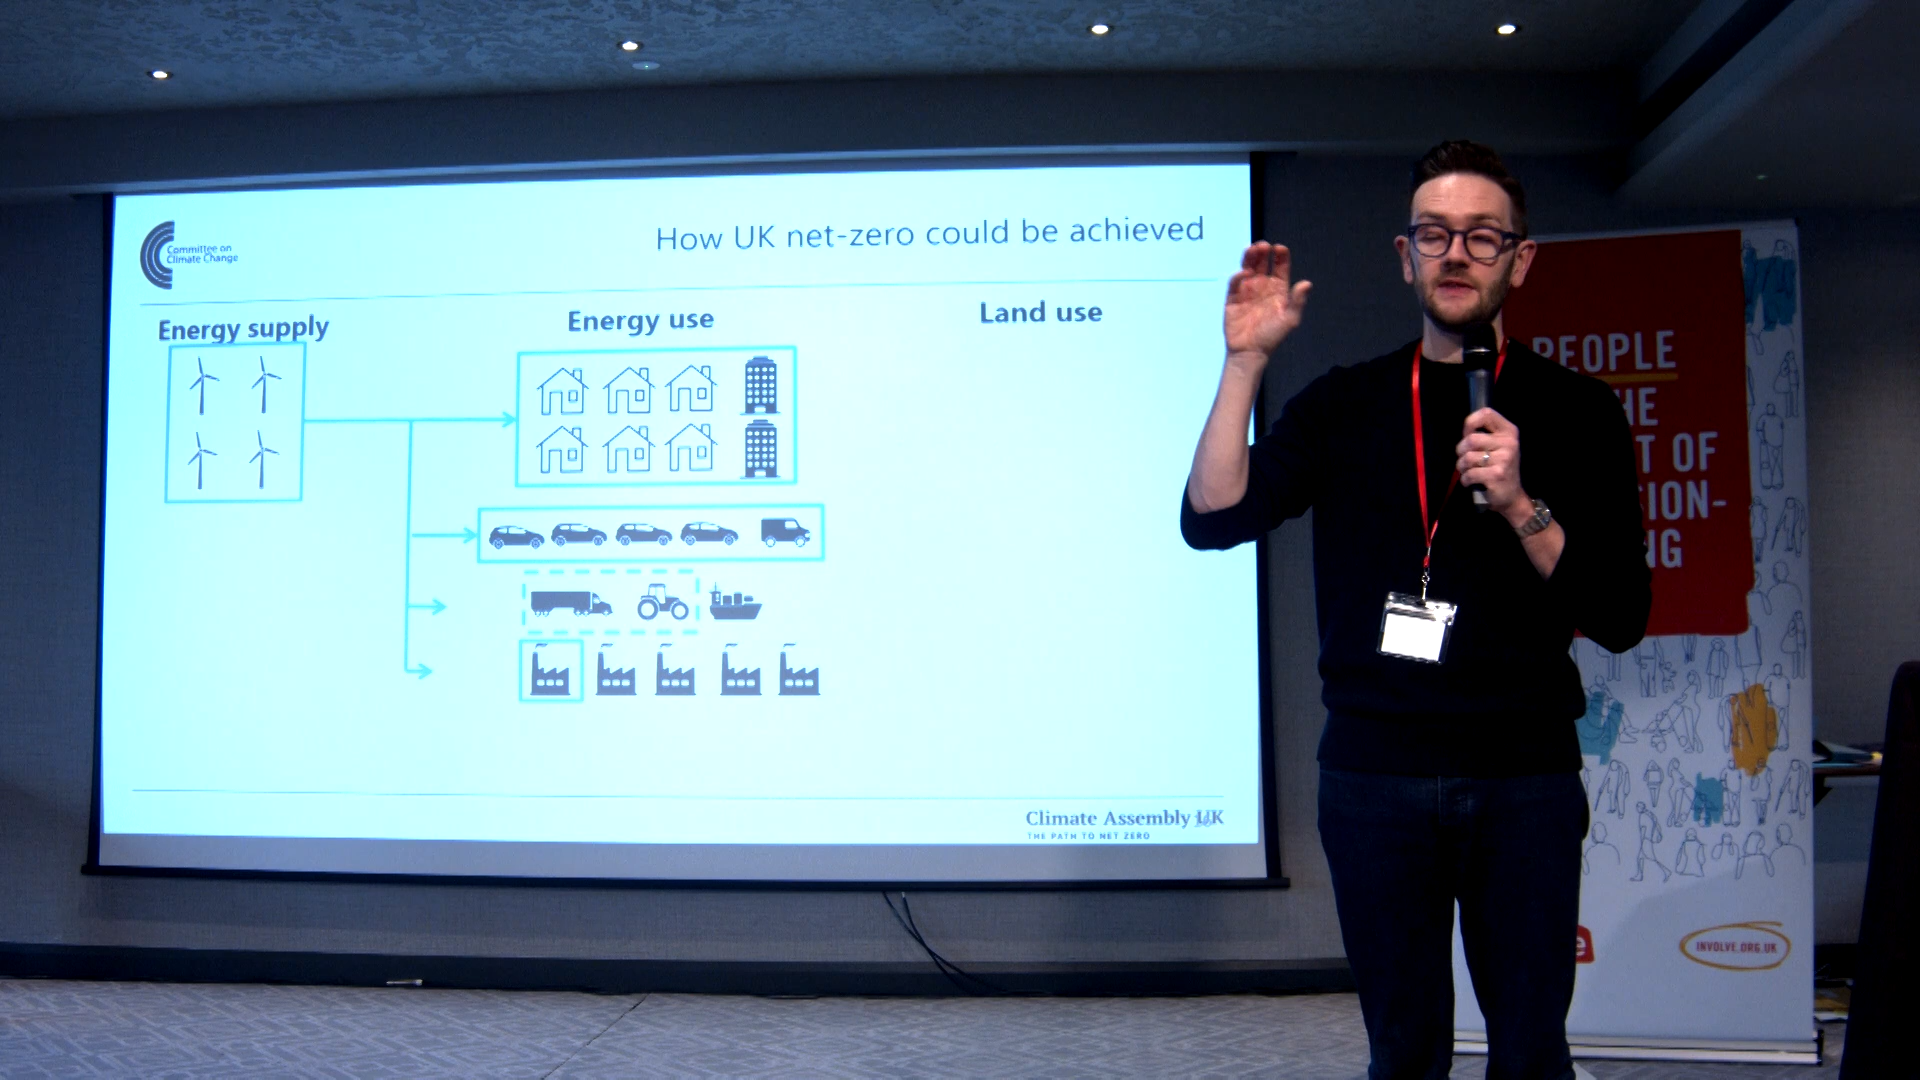 Committee on
Climate Change
How UK net-zero could be achieved
Energy supply
Energy use
Land use
Climate Assembly UK
THE PATH TO NET ZERO
PEOPLE
OF
INVOLVE.ORG.UK